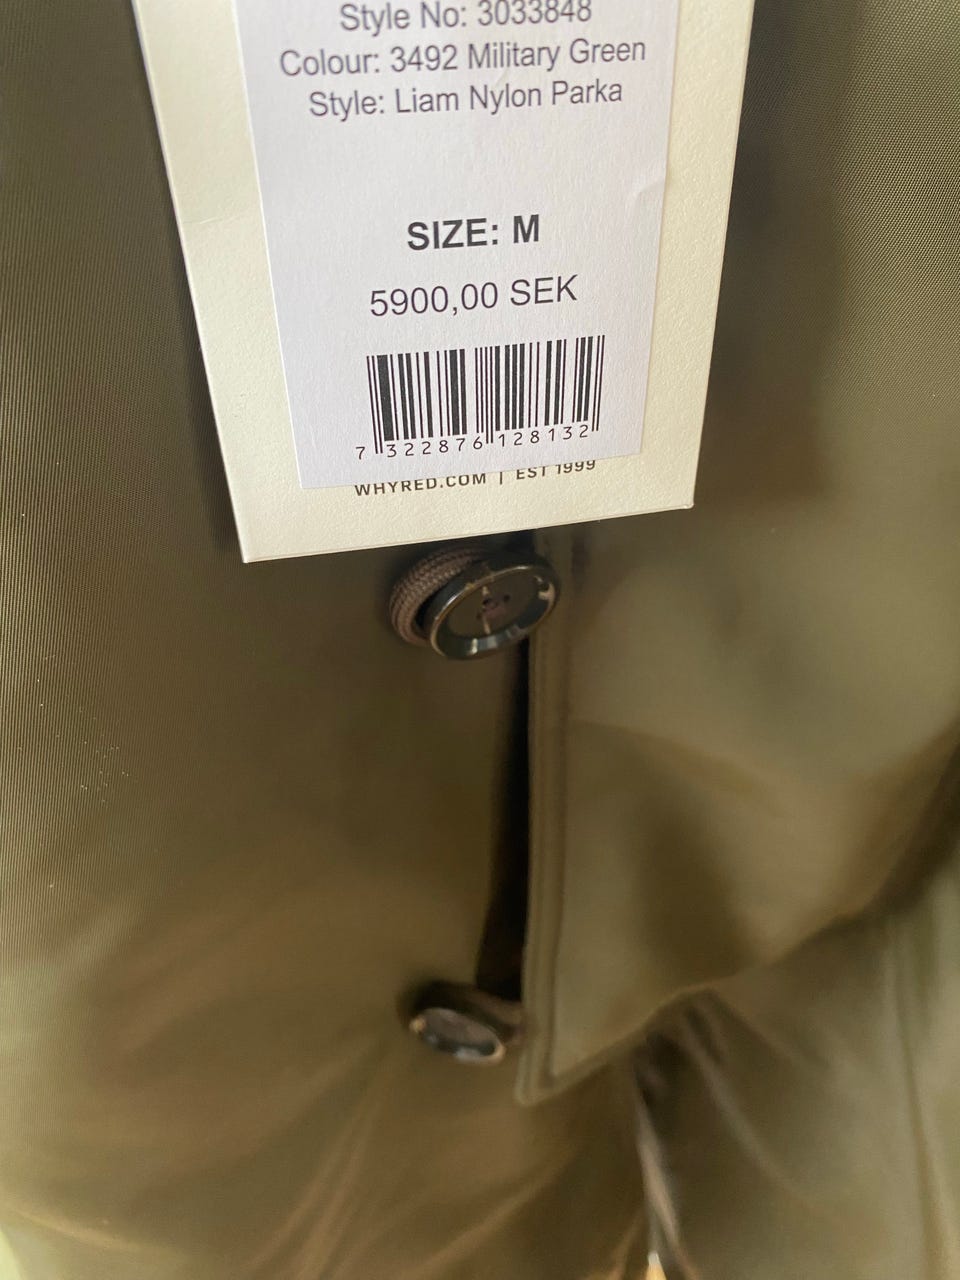 Style No: 3033848
Colour: 3492 Military Green
Style: Liam Nylon Parka
SIZE: M
5900,00 SEK
7 322876 128132
WHYRED.COM | EST 1999